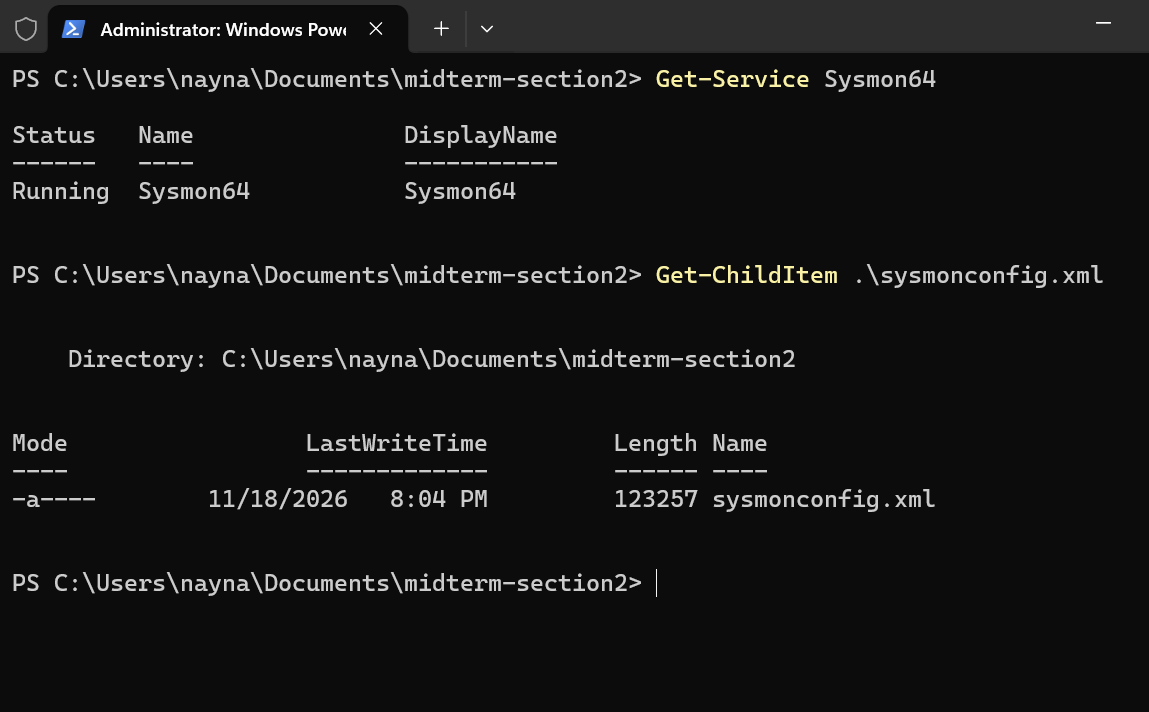 Administrator: Windows Pow
PS C:\Users\nayna\Documents\midterm-section2> Get-Service Sysmon64
Status   Name               DisplayName
------   ----               -----------
Running  Sysmon64           Sysmon64
PS C:\Users\nayna\Documents\midterm-section2> Get-ChildItem .\sysmonconfig.xml
    Directory: C:\Users\nayna\Documents\midterm-section2
Mode                 LastWriteTime         Length Name
----                 -------------         ------ ----
-a----        11/18/2026   8:04 PM         123257 sysmonconfig.xml
PS C:\Users\nayna\Documents\midterm-section2>